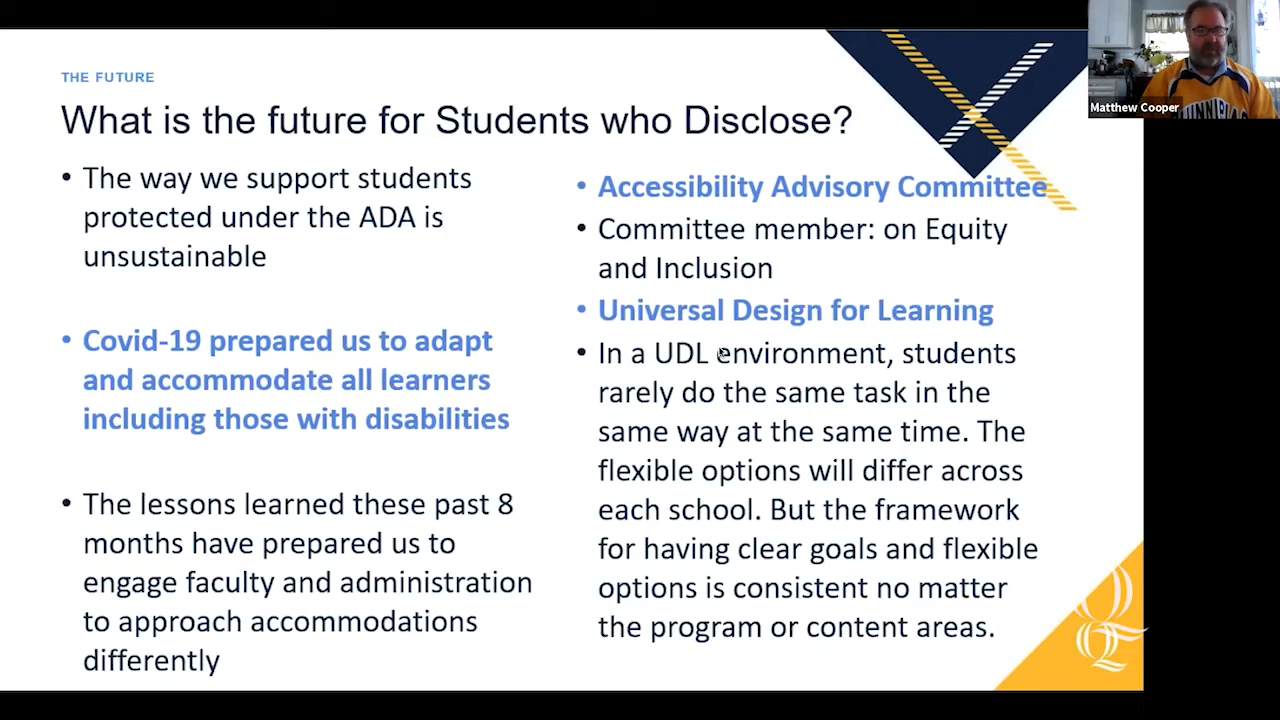 THE FUTURE
What is the future for Students who Disclose?
• The way we support students
protected under the ADA is
unsustainable
• Covid-19 prepared us to adapt
and accommodate all learners
including those with disabilities
• The lessons learned these past 8
months have prepared us to
engage faculty and administration
to approach accommodations
differently
• Accessibility Advisory Committee
• Committee member: on Equity
and Inclusion
• Universal Design for Learning
• In a UDL environment, students
rarely do the same task in the
same way at the same time. The
flexible options will differ across
each school. But the framework
for having clear goals and flexible
options is consistent no matter
the program or content areas.
Matthew Cooper